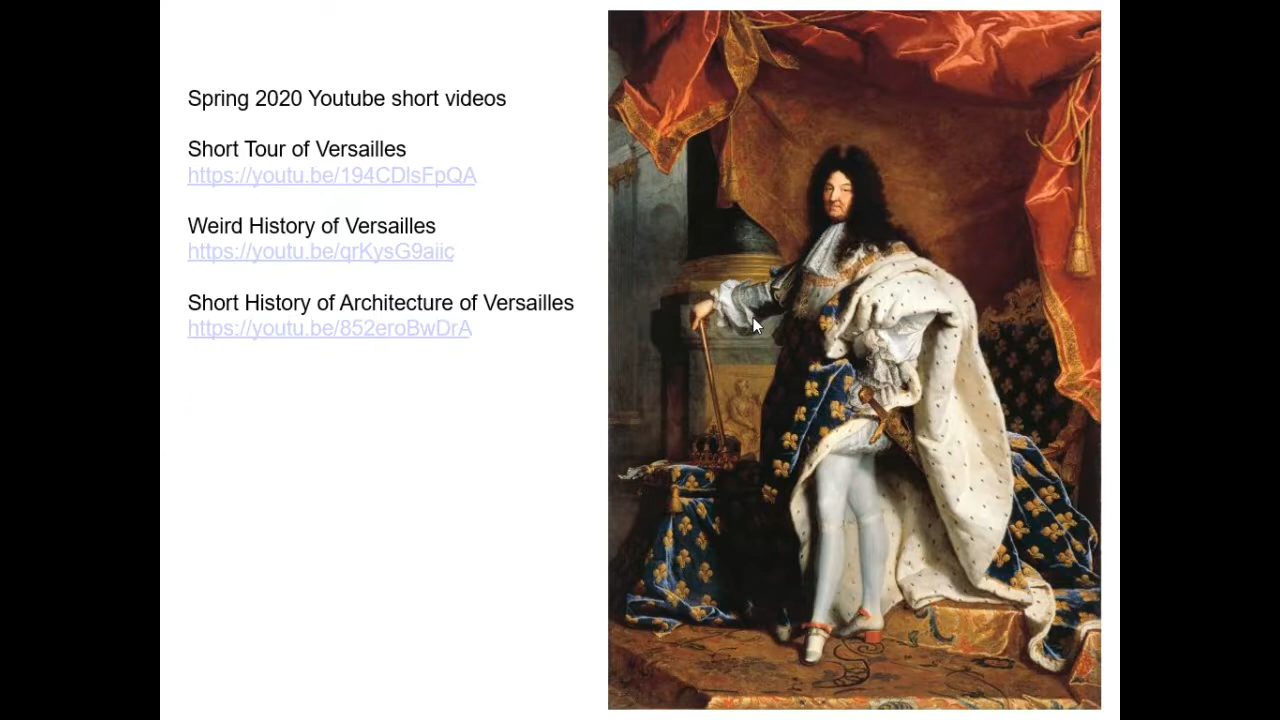 Spring 2020 Youtube short videos
Short Tour of Versailles
https://youtu.be/194CDlsFpQA
Weird History of Versailles
https://youtu.be/qrKysG9aiic
Short History of Architecture of Versailles
https://youtu.be/852eroBwDrA